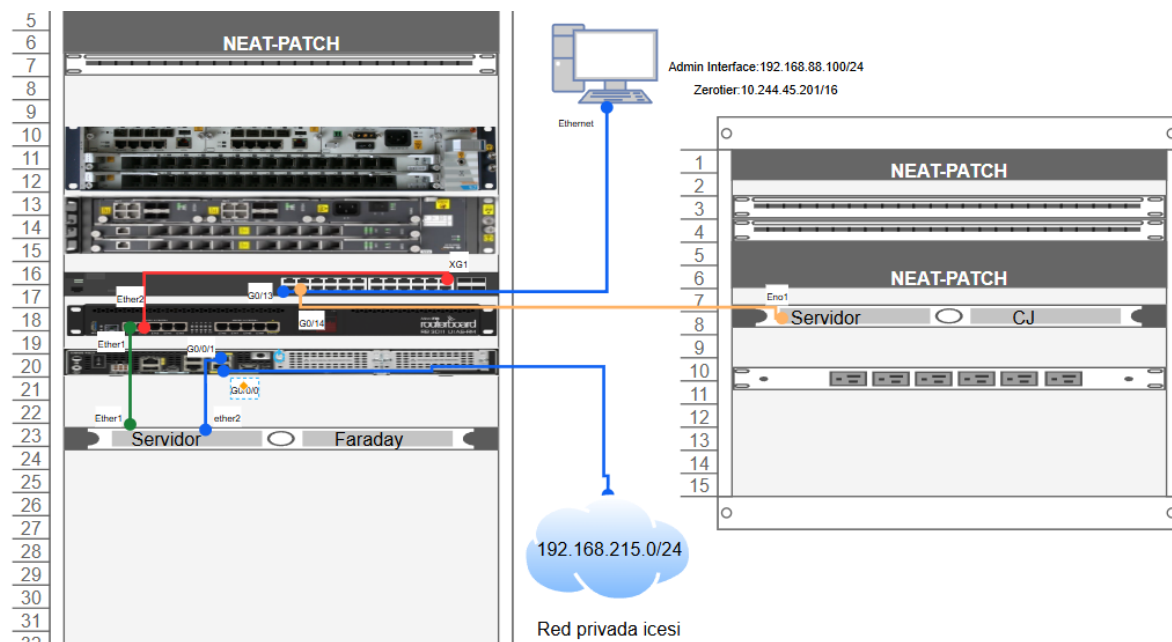 5
6
7
8
9
10
11
12
13
14
15
16
17
18
19
20
21
22
23
24
25
26
27
28
29
30
31
NEAT-PATCH
XG1
Ether2
G0/13
G0/14
routerboard
Ether1
G0/0/1
G0/0/0
Ether1
ether2
Servidor
Faraday
Admin Interface:192.168.88.100/24
Zerotier:10.244.45.201/16
Ethernet
192.168.215.0/24
Red privada icesi
1
2
3
4
5
6
7
8
9
10
11
12
13
14
15
NEAT-PATCH
NEAT-PATCH
Eno1
Servidor
CJ